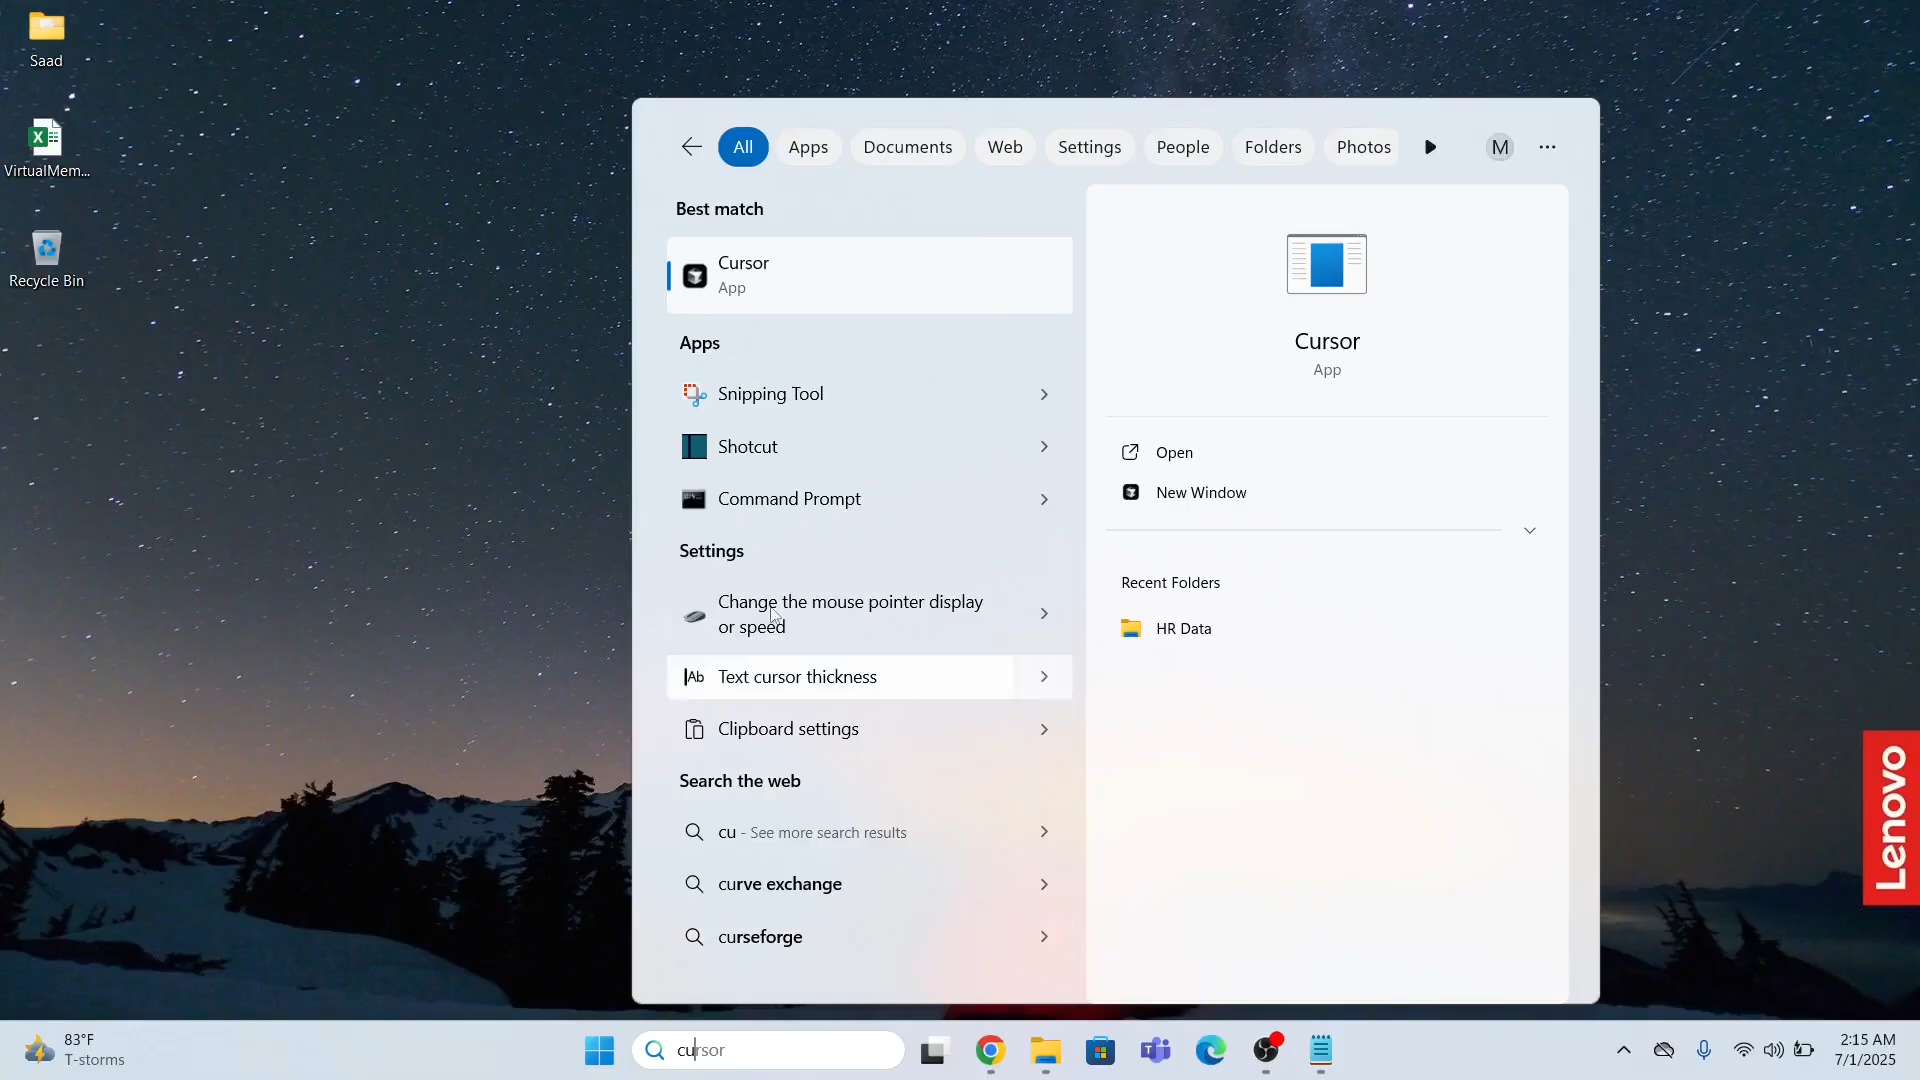 Saad
VirtualMem...
Recycle Bin
All
Apps
Documents
Web
Settings
People
Folders
Photos
M
Best match
Cursor
App
Apps
Snipping Tool
Shotcut
Command Prompt
Settings
Change the mouse pointer display
or speed
Text cursor thickness
Clipboard settings
Search the web
cu - See more search results
curve exchange
curseforge
Cursor
App
Open
New Window
Recent Folders
HR Data
Lenovo
83°F
T-storms
cursor
2:15 AM
7/1/2025